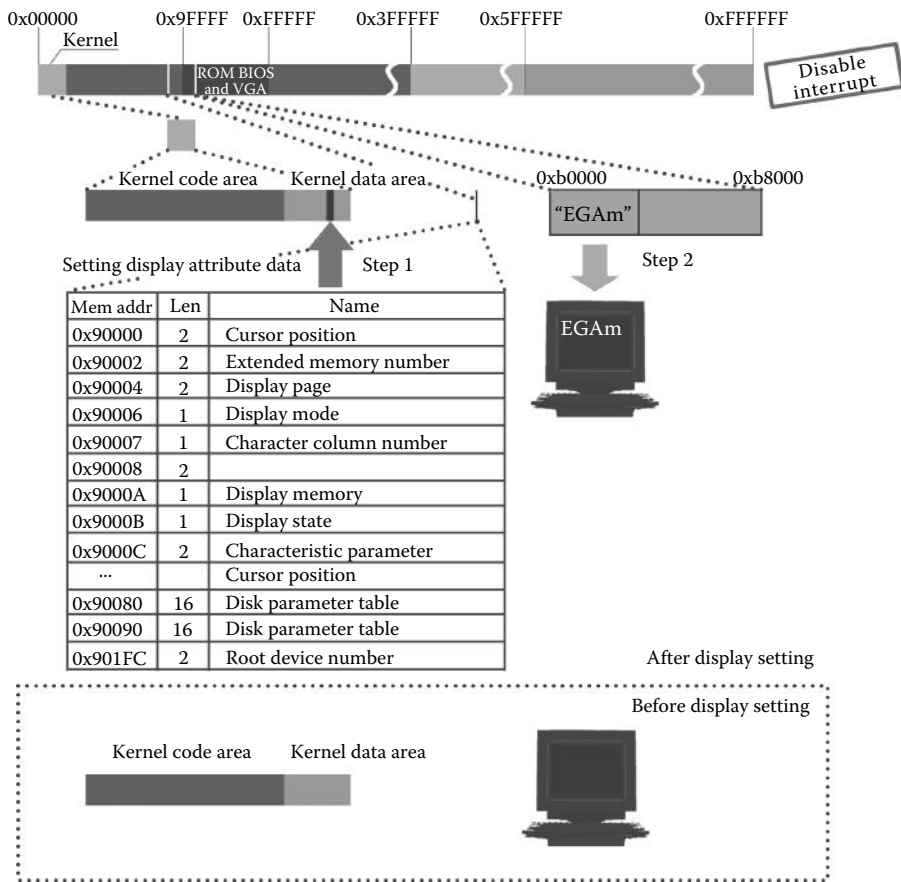 0x00000 0x9FFFF 0xFFFFF 0x3FFFFF 0x5FFFFF 0xFFFFFF
Kernel
ROM BIOS
and VGA
Disable
interrupt
Kernel code area Kernel data area
0xb0000 0xb8000
"EGAm"
Setting display attribute data Step 1 Step 2
Mem addr Len Name
0x90000 2 Cursor position
0x90002 2 Extended memory number
0x90004 2 Display page
0x90006 1 Display mode
0x90007 1 Character column number
0x90008 2
0x9000A 1 Display memory
0x9000B 1 Display state
0x9000C 2 Characteristic parameter
... Cursor position
0x90080 16 Disk parameter table
0x90090 16 Disk parameter table
0x901FC 2 Root device number
EGAm
After display setting
Before display setting
Kernel code area Kernel data area